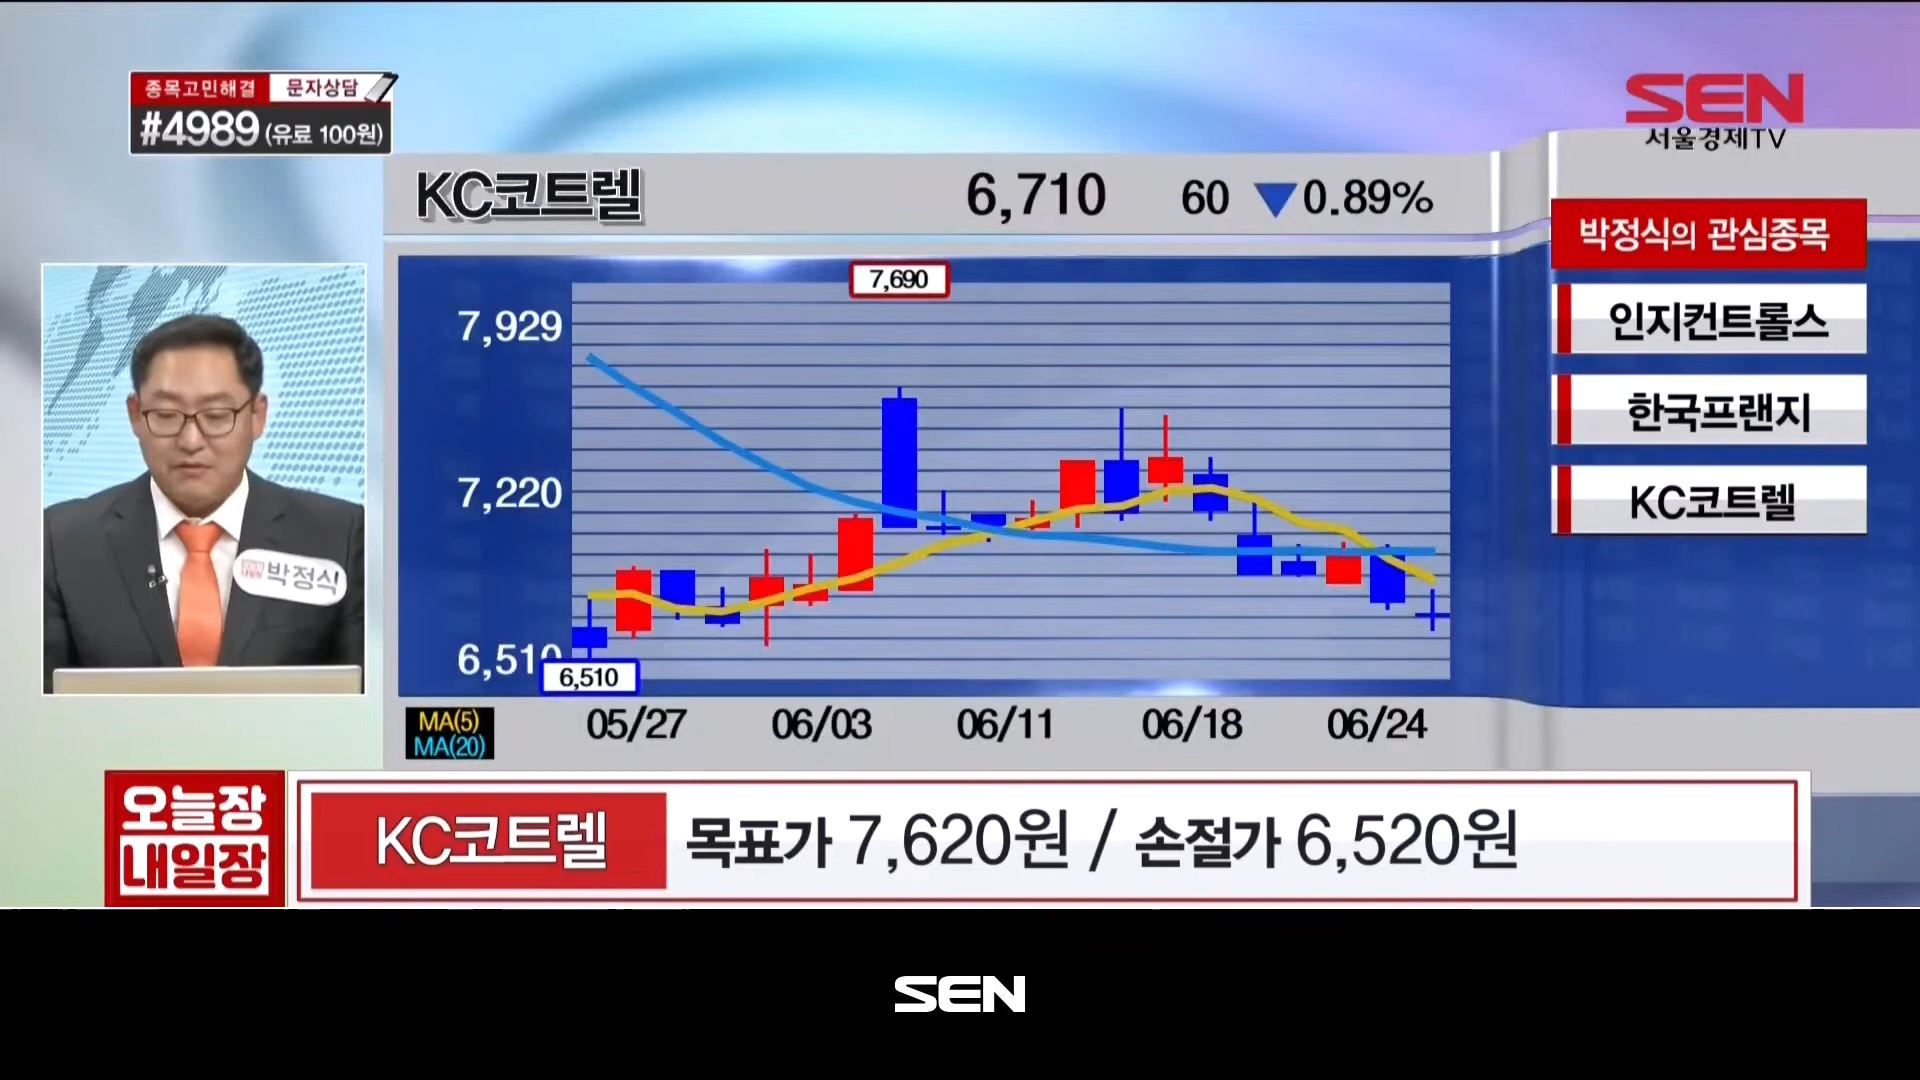 종목고민해결 문자상담
#4989 (유료 100원)
SEN
서울경제TV
KC코트렐 6,710 60 ▼0.89%
박정식의 관심종목
인지컨트롤스
한국프랜지
KC코트렐
7,690
7,929
7,220
6,510
6,510
박정식
MA(5)
MA(20)
05/27 06/03 06/11 06/18 06/24
오늘장
내일장
KC코트렐 목표가 7,620원 / 손절가 6,520원
SEN